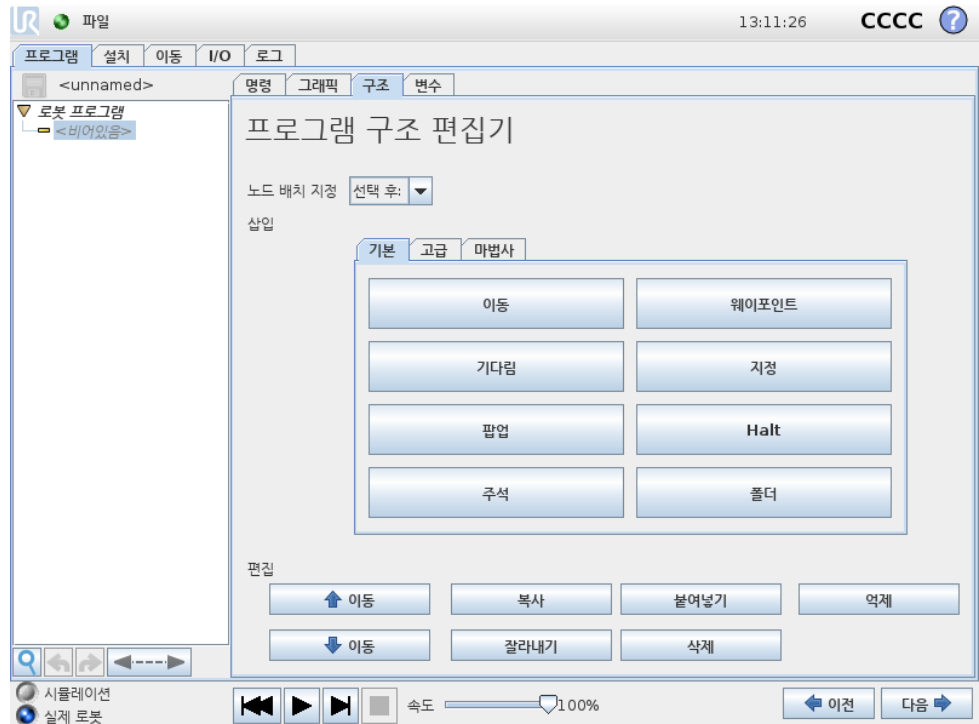 UR 파일 13:11:26 CCCC ?
프로그램 설치 이동 I/O 로그
<unnamed>
명령 그래픽 구조 변수
로봇 프로그램
<비어있음>
프로그램 구조 편집기
노드 배치 지정 선택 후:
삽입
기본 고급 마법사
이동 웨이포인트
기다림 지정
팝업 Halt
주석 폴더
편집
이동 복사 붙여넣기 억제
이동 잘라내기 삭제
시뮬레이션
실제 로봇
속도 100%
이전 다음